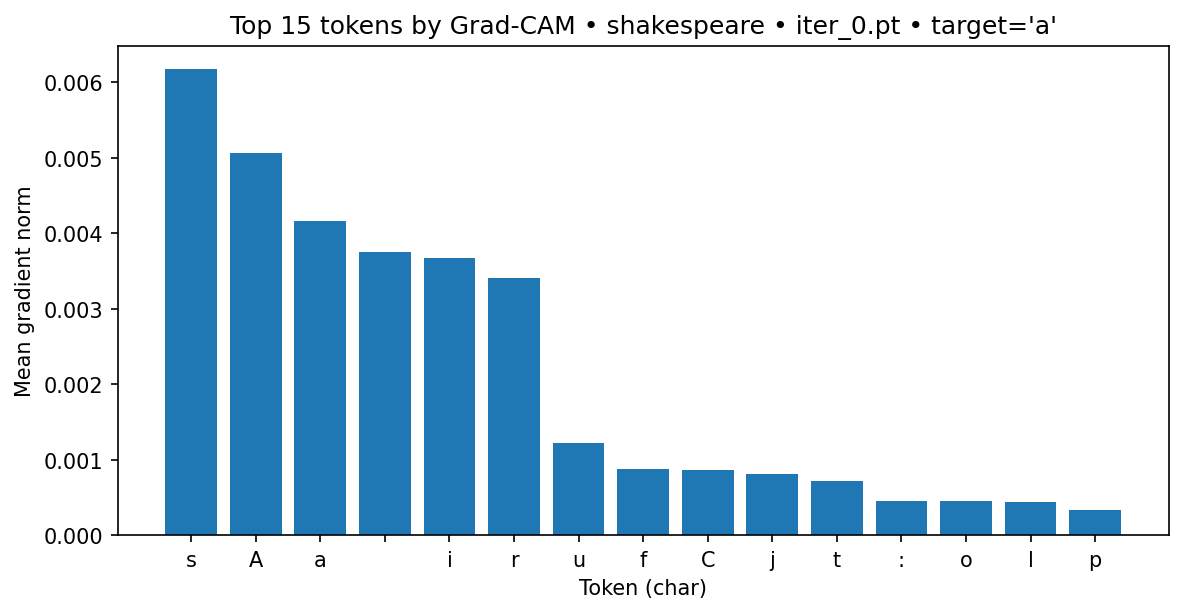 Top 15 tokens by Grad-CAM • shakespeare • iter_0.pt • target='a'
Mean gradient norm
0.006
0.005
0.004
0.003
0.002
0.001
0.000
s A a i r u f C j t : o l p
Token (char)